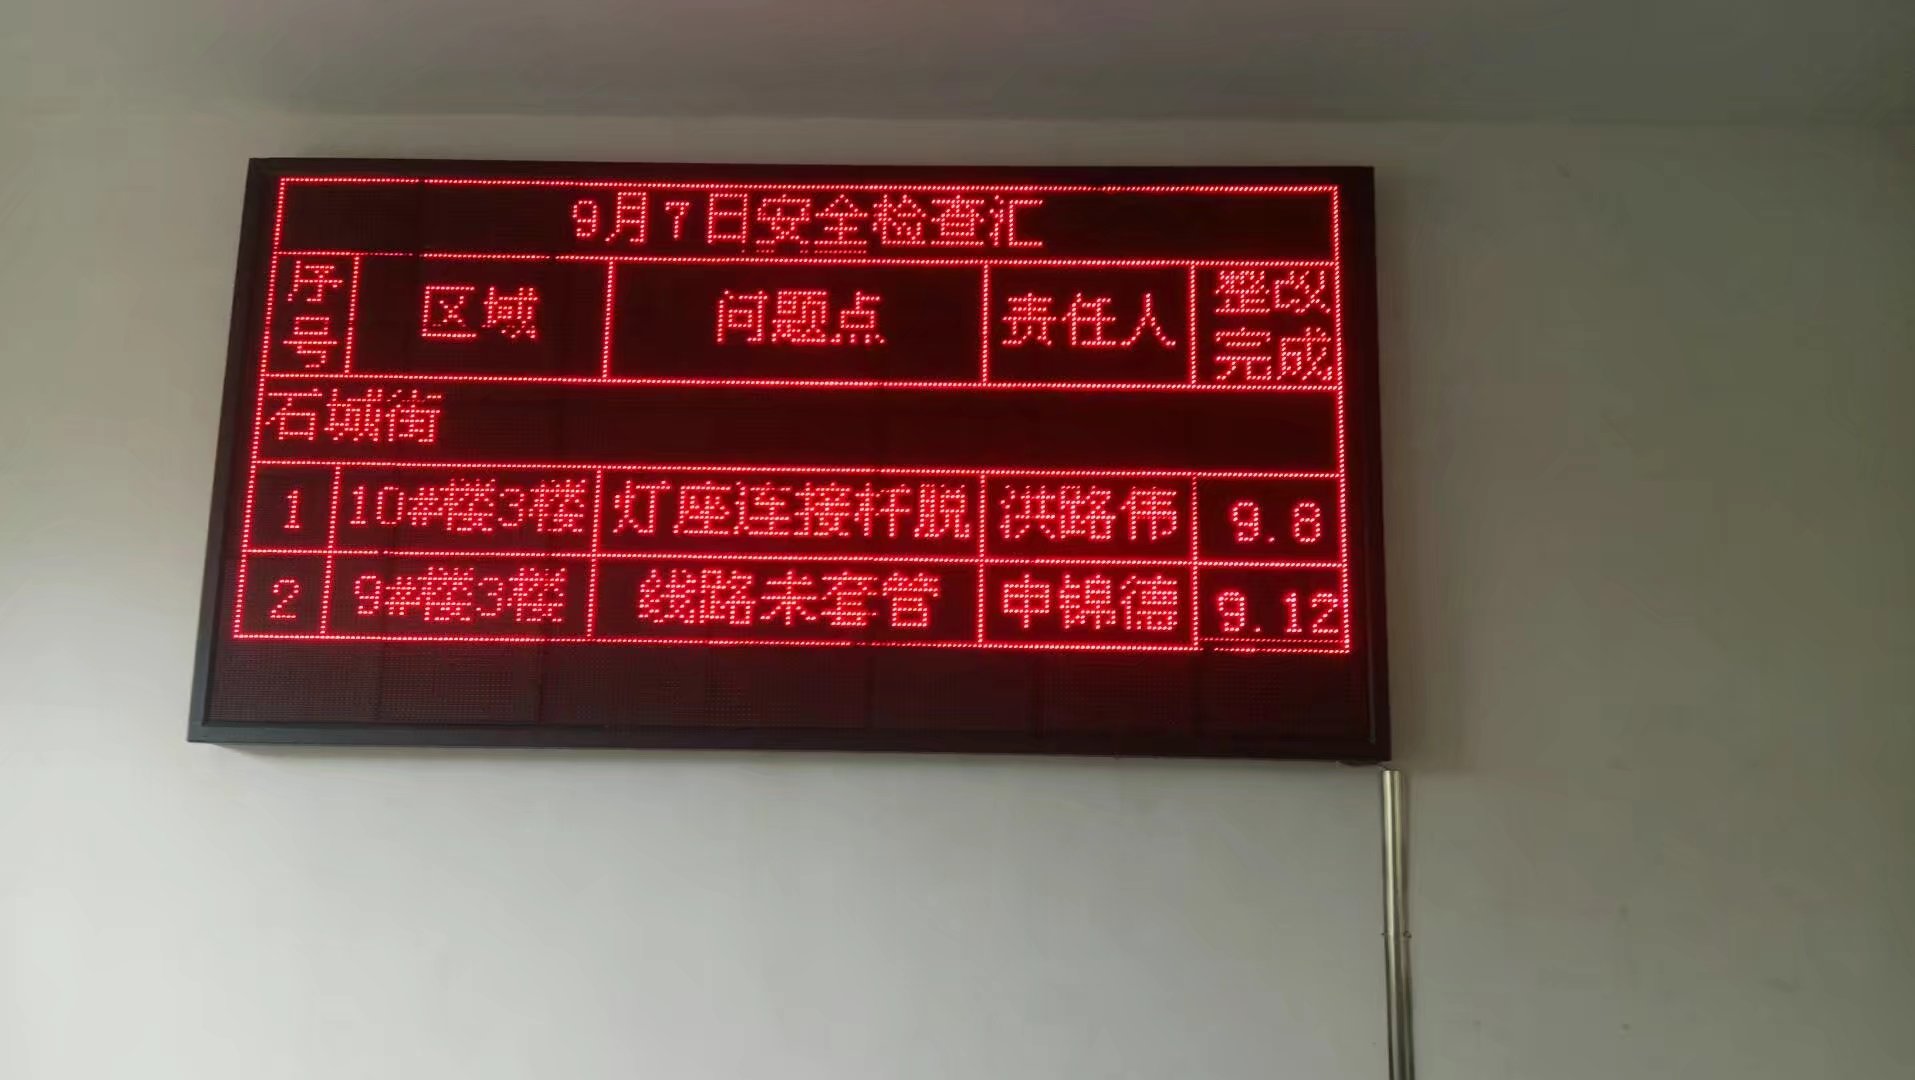 9月7日安全检查汇
序号 区域 问题点 责任人 整改完成
石城街
1 10#楼3楼 灯座连接杆脱 洪路伟 9.8
2 9#楼3楼 线路未套管 申锦德 9.12